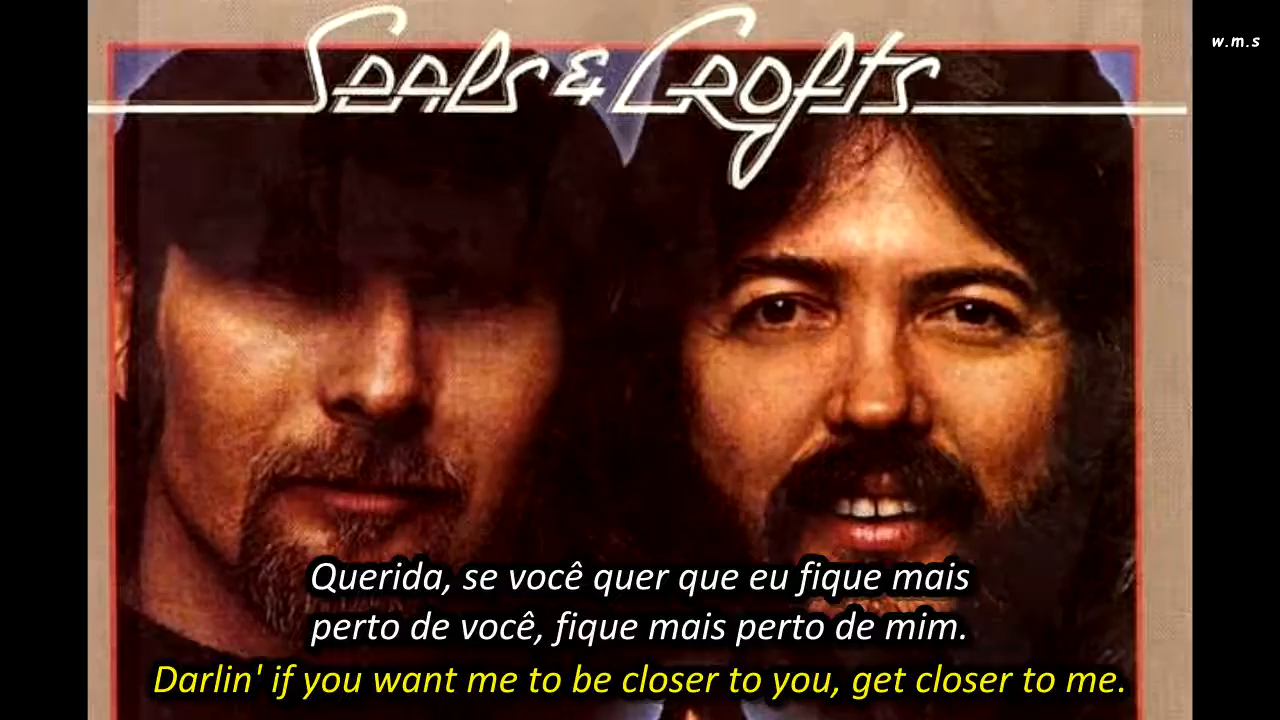 Seals & Crofts
w.m.s
Querida, se você quer que eu fique mais
perto de você, fique mais perto de mim.
Darlin' if you want me to be closer to you, get closer to me.